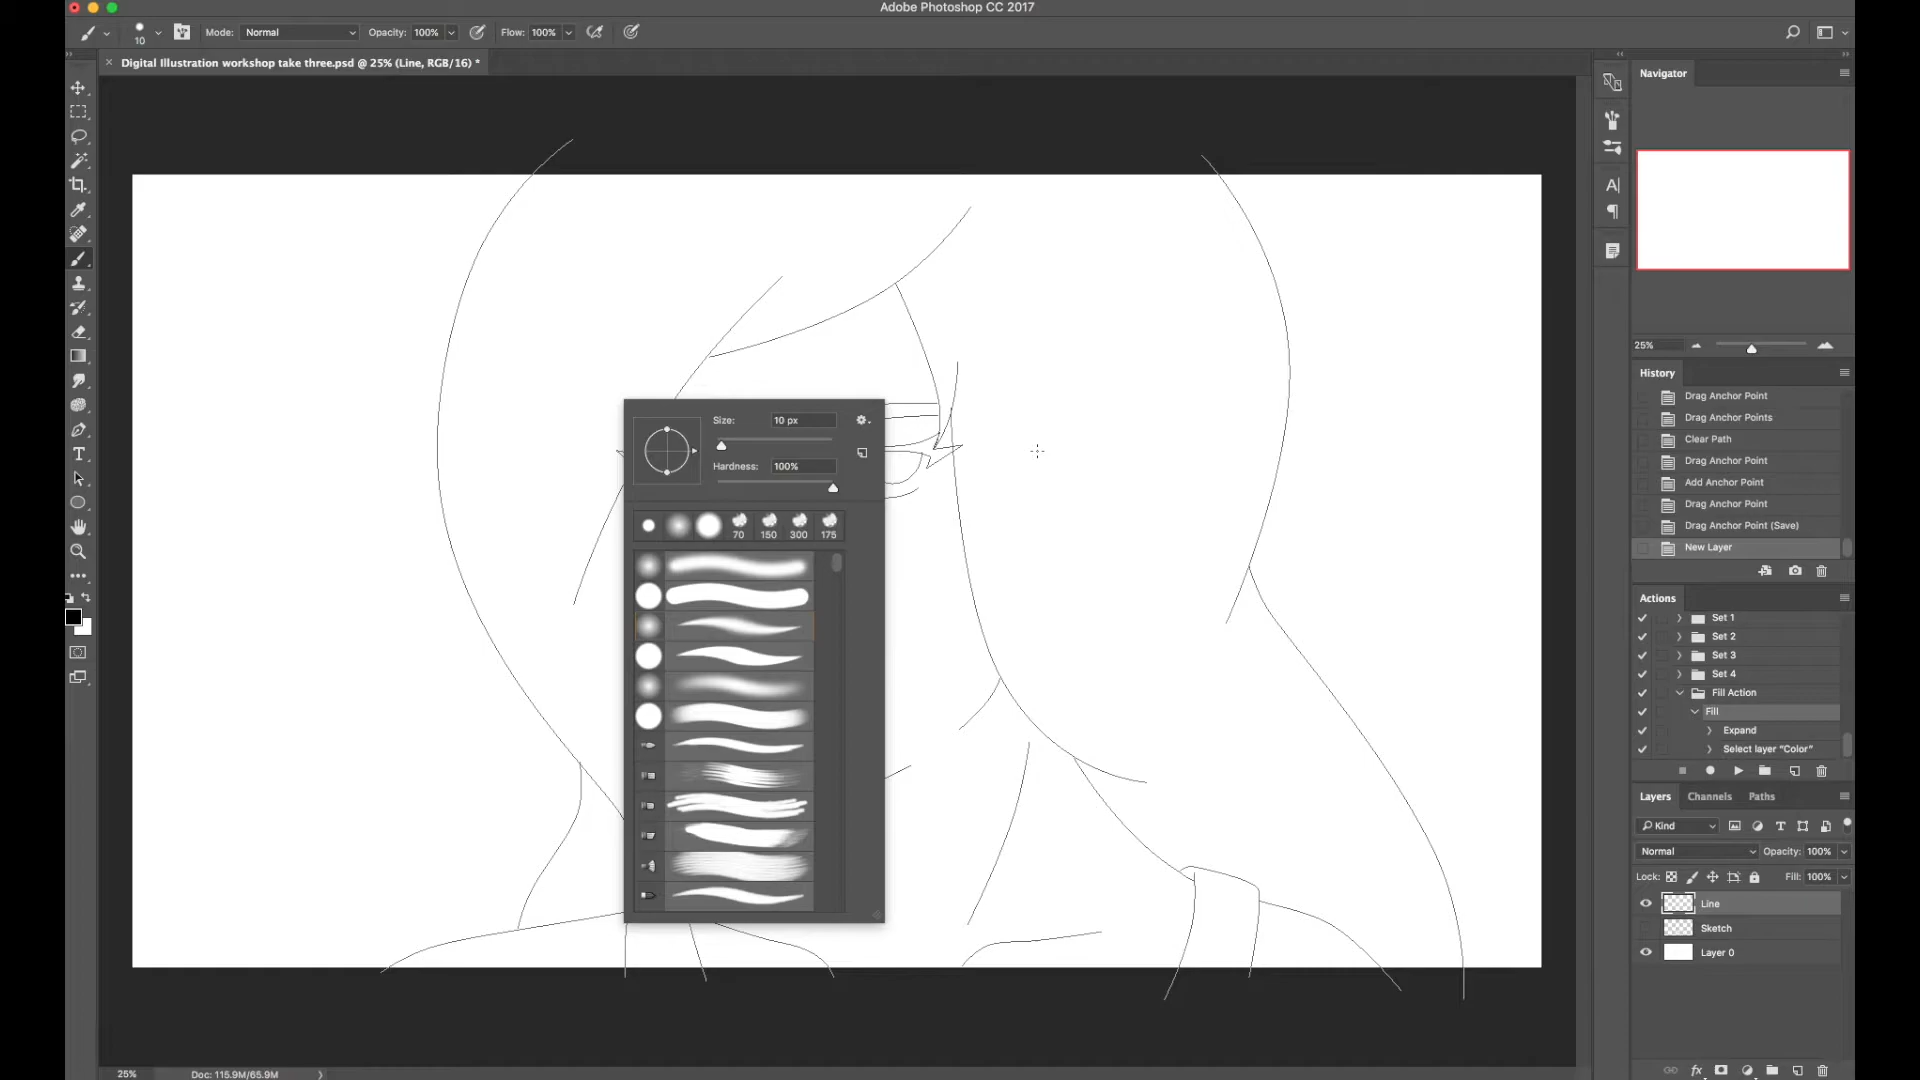 Adobe Photoshop CC 2017
10
Mode: Normal
Opacity: 100%
Flow: 100%
Digital Illustration workshop take three.psd @ 25% (Line, RGB/16) *
Size: 10 px
Hardness: 100%
70 150 300 175
Navigator
25%
History
Drag Anchor Point
Drag Anchor Points
Clear Path
Drag Anchor Point
Add Anchor Point
Drag Anchor Point
Drag Anchor Point (Save)
New Layer
Actions
Set 1
Set 2
Set 3
Set 4
Fill Action
Fill
Expand
Select layer "Color"
Layers Channels Paths
Kind
Normal Opacity: 100%
Lock: Fill: 100%
Line
Sketch
Layer 0
fx
25% Doc: 115.9M/65.9M